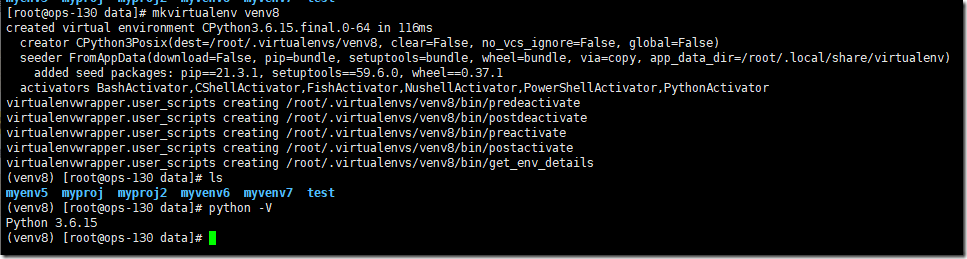 myenv5 myproj myproj2 myvenv6 myvenv7 test
[root@ops-130 data]# mkvirtualenv venv8
created virtual environment CPython3.6.15.final.0-64 in 116ms
creator CPython3Posix(dest=/root/.virtualenvs/venv8, clear=False, no_vcs_ignore=False, global=False)
seeder FromAppData(download=False, pip=bundle, setuptools=bundle, wheel=bundle, via=copy, app_data_dir=/root/.local/share/virtualenv)
added seed packages: pip==21.3.1, setuptools==59.6.0, wheel==0.37.1
activators BashActivator,CShellActivator,FishActivator,NushellActivator,PowerShellActivator,PythonActivator
virtualenvwrapper.user_scripts creating /root/.virtualenvs/venv8/bin/predeactivate
virtualenvwrapper.user_scripts creating /root/.virtualenvs/venv8/bin/postdeactivate
virtualenvwrapper.user_scripts creating /root/.virtualenvs/venv8/bin/preactivate
virtualenvwrapper.user_scripts creating /root/.virtualenvs/venv8/bin/postactivate
virtualenvwrapper.user_scripts creating /root/.virtualenvs/venv8/bin/get_env_details
(venv8) [root@ops-130 data]# ls
myenv5 myproj myproj2 myvenv6 myvenv7 test
(venv8) [root@ops-130 data]# python -V
Python 3.6.15
(venv8) [root@ops-130 data]#